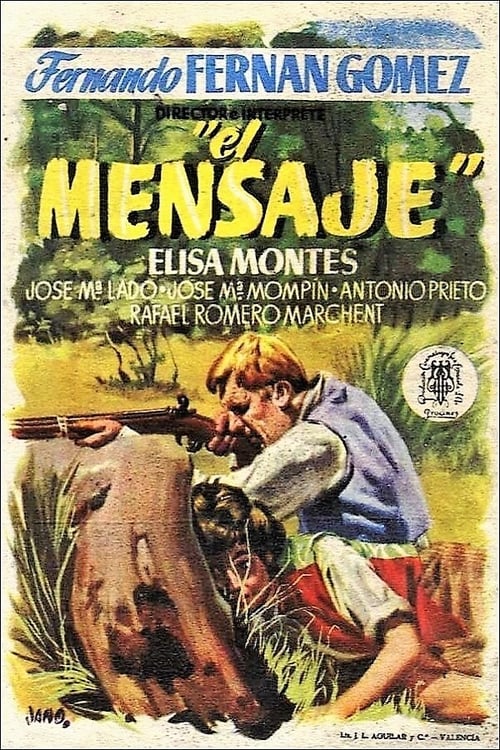 Fernando FERNAN GOMEZ
DIRECTOR e INTERPRETE
"el
MENSAJE"
ELISA MONTES
JOSE Mª LADO • JOSE Mª MOMPIN • ANTONIO PRIETO
RAFAEL ROMERO MARCHENT
JANO.
Lit. J. L. AGUILAR y C.ª - VALENCIA